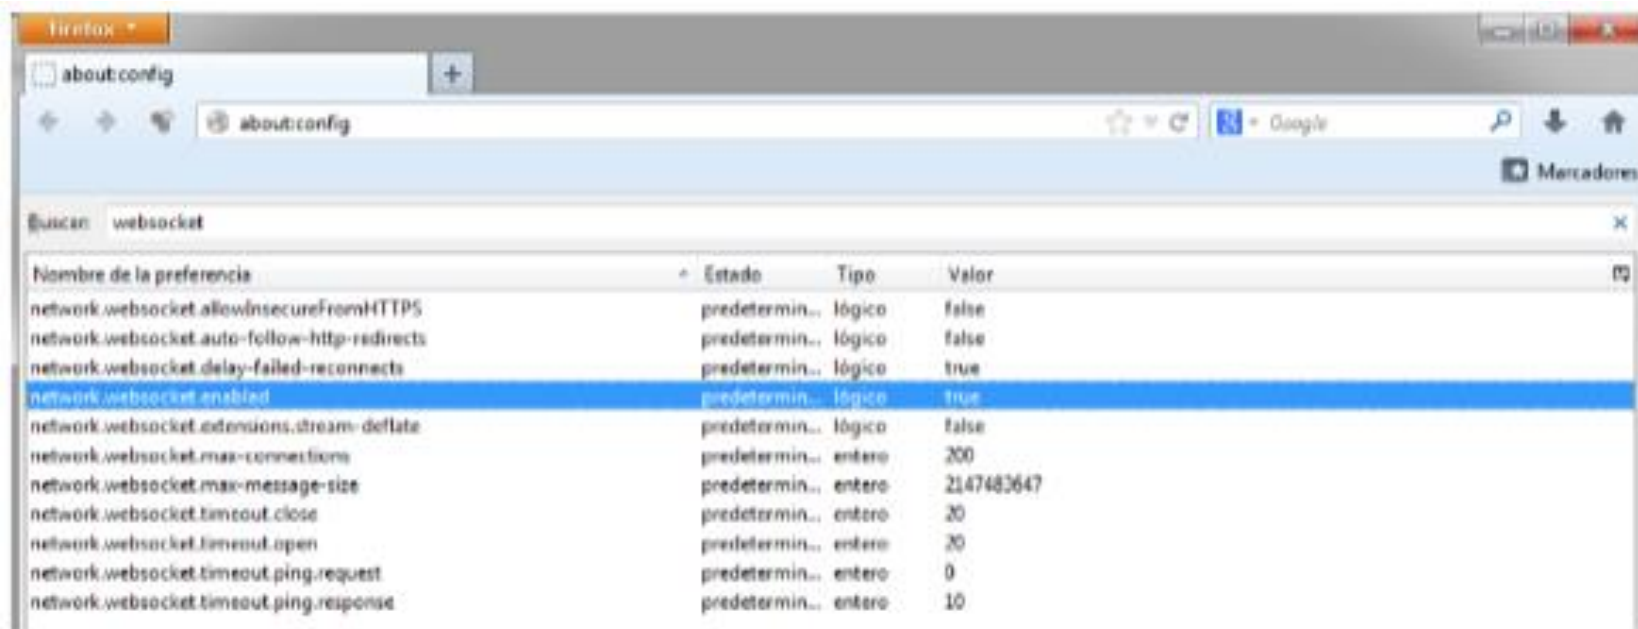 Firefox
about:config
about:config
Google
Marcadores
Buscar: websocket
Nombre de la preferencia Estado Tipo Valor
network.websocket.allowInsecureFromHTTPS predetermin... lógico false
network.websocket.auto-follow-http-redirects predetermin... lógico false
network.websocket.delay-failed-reconnects predetermin... lógico true
network.websocket.enabled predetermin... lógico true
network.websocket.extensions.stream-deflate predetermin... lógico false
network.websocket.max-connections predetermin... entero 200
network.websocket.max-message-size predetermin... entero 2147483647
network.websocket.timeout.close predetermin... entero 20
network.websocket.timeout.open predetermin... entero 20
network.websocket.timeout.ping.request predetermin... entero 0
network.websocket.timeout.ping.response predetermin... entero 10